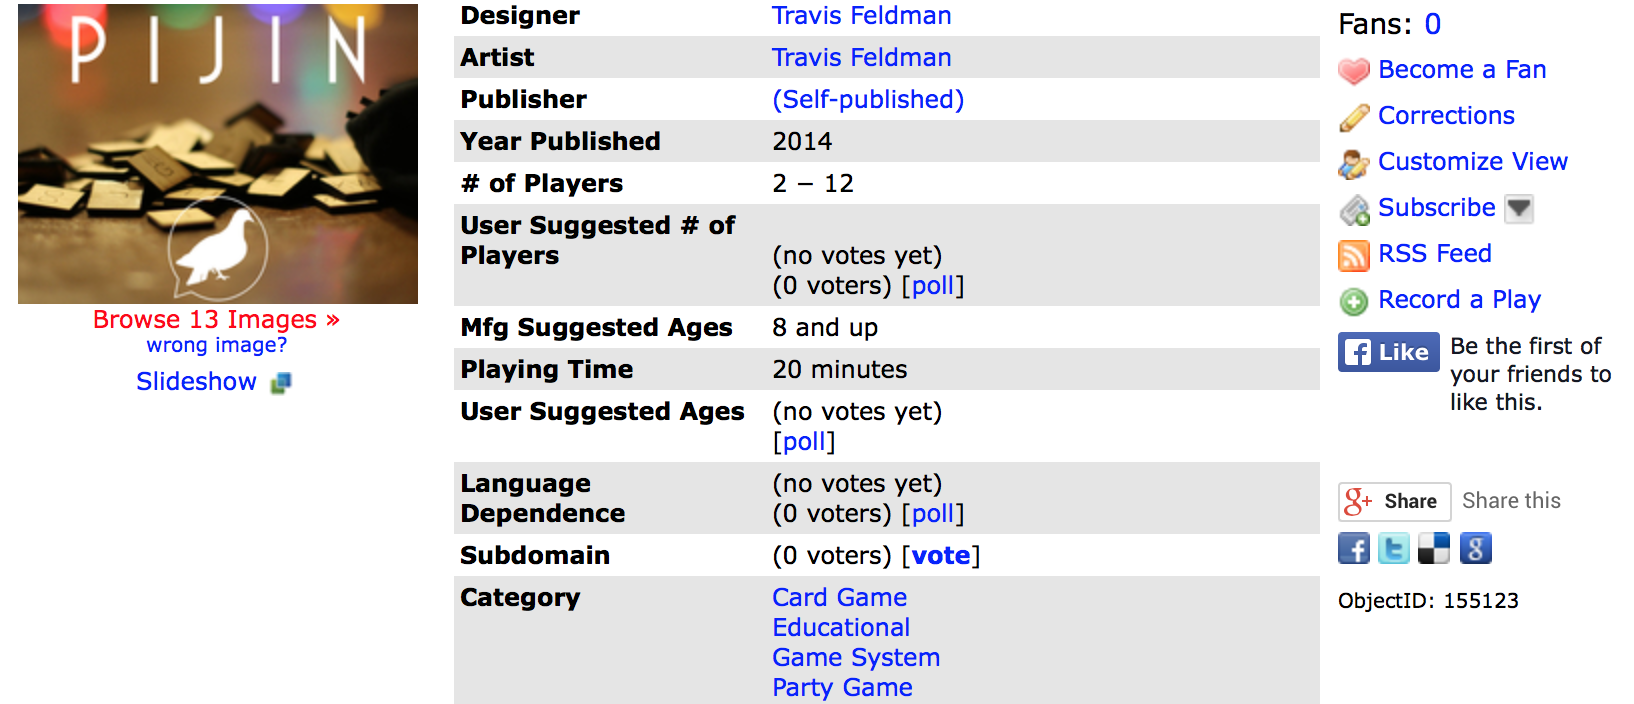 PIJIN
Browse 13 Images »
wrong image?
Slideshow
Designer Travis Feldman
Artist Travis Feldman
Publisher (Self-published)
Year Published 2014
# of Players 2 − 12
User Suggested # of
Players (no votes yet)
(0 voters) [poll]
Mfg Suggested Ages 8 and up
Playing Time 20 minutes
User Suggested Ages (no votes yet)
[poll]
Language (no votes yet)
Dependence (0 voters) [poll]
Subdomain (0 voters) [vote]
Category Card Game
Educational
Game System
Party Game
Fans: 0
Become a Fan
Corrections
Customize View
Subscribe
RSS Feed
Record a Play
f Like Be the first of
your friends to
like this.
g+ Share Share this
f t g
ObjectID: 155123